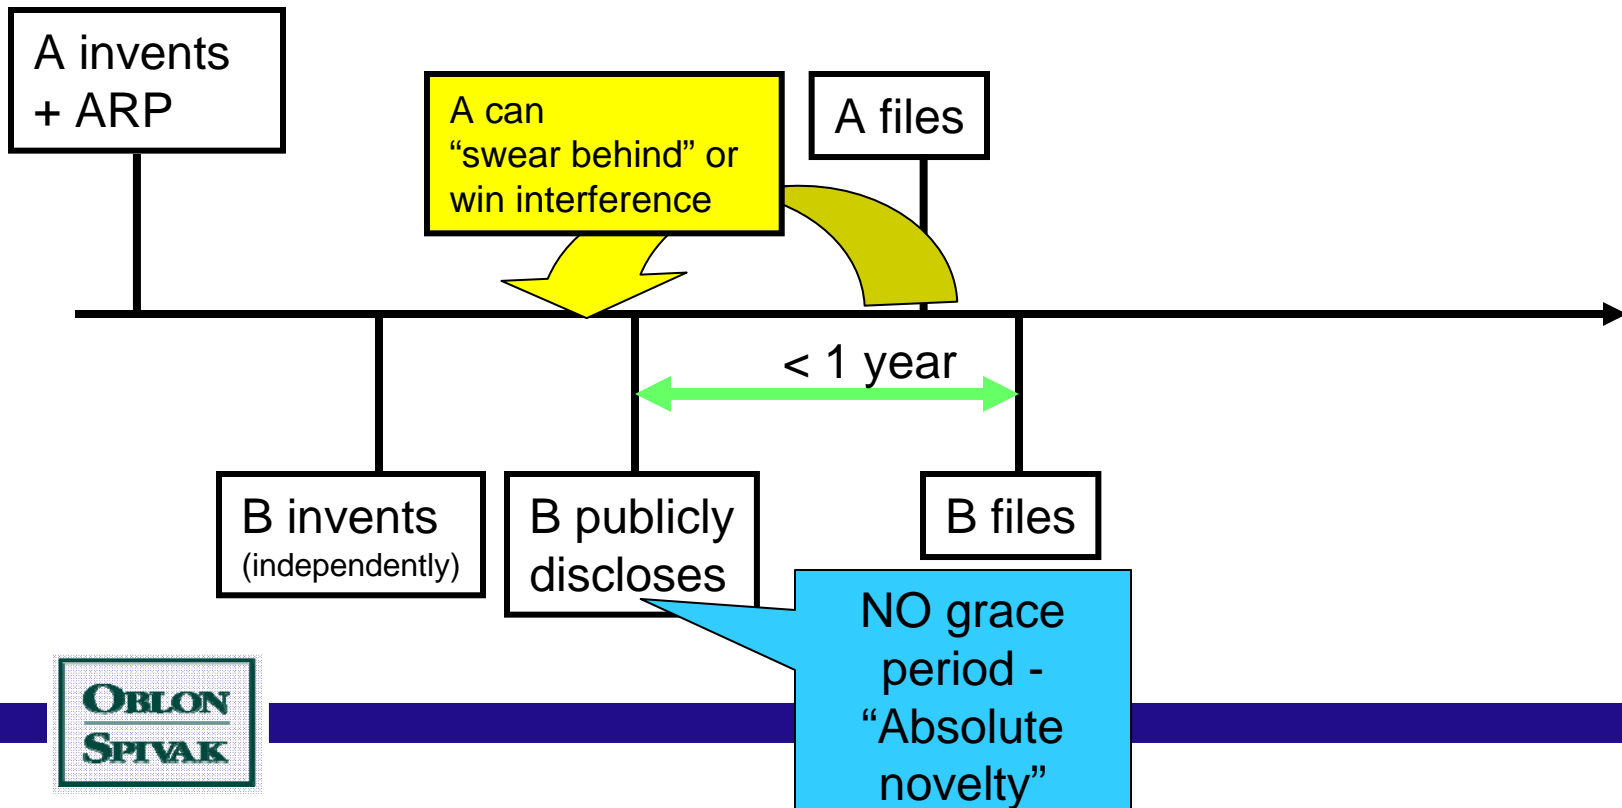 A invents
+ ARP
A can
“swear behind” or
win interference
A files
< 1 year
B invents
(independently)
B publicly
discloses
B files
NO grace
period -
“Absolute
novelty”
OBLON
SPIVAK